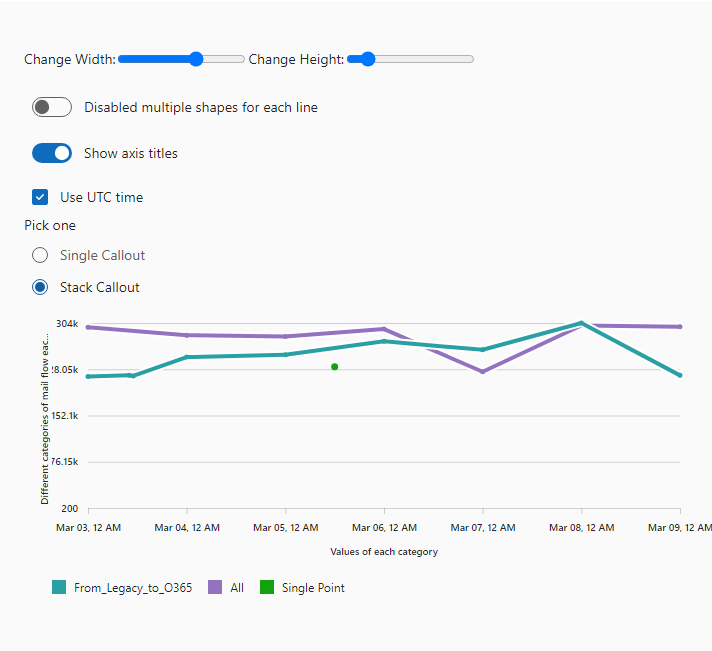 Change Width: Change Height:
Disabled multiple shapes for each line
Show axis titles
Use UTC time
Pick one
Single Callout
Stack Callout
Different categories of mail flow eac...
304k
28.05k
152.1k
76.15k
200
Mar 03, 12 AM Mar 04, 12 AM Mar 05, 12 AM Mar 06, 12 AM Mar 07, 12 AM Mar 08, 12 AM Mar 09, 12 AM
Values of each category
From_Legacy_to_O365 All Single Point